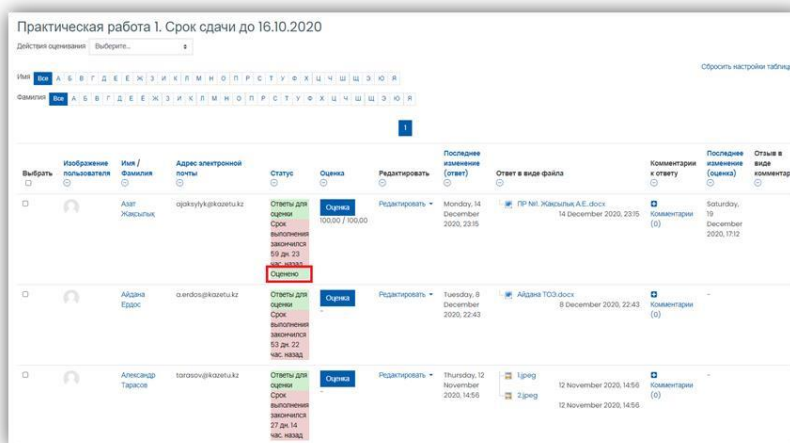 Практическая работа 1. Срок сдачи до 16.10.2020
Действия оценивания Выберите...
Сбросить настройки таблицы
Имя Все А Б В Г Д Е Ё Ж З И К Л М Н О П Р С Т У Ф Х Ц Ч Ш Щ Э Ю Я
Фамилия Все А Б В Г Д Е Ё Ж З И К Л М Н О П Р С Т У Ф Х Ц Ч Ш Щ Э Ю Я
1
Выбрать
Изображение
пользователя
Имя /
Фамилия
Адрес электронной
почты
Статус
Оценка
Редактировать
Последнее
изменение
(ответ)
Ответ в виде файла
Комментарии
к ответу
Последнее
изменение
(оценка)
Отзыв в
виде
комментар
Азат
Жақсылық
ajaksylyk@kazetu.kz
Ответы для
оценки
Срок
выполнения
закончился
59 дн. 23
час. назад
Оценено
Оценка
100,00 / 100,00
Редактировать
Monday, 14
December
2020, 23:15
ПР №1. Жақсылық А.Е..docx
14 December 2020, 23:15
Комментарии
(0)
Saturday,
19
December
2020, 17:12
Айдана
Ердос
a.erdos@kazetu.kz
Ответы для
оценки
Срок
выполнения
закончился
53 дн. 22
час. назад
Оценка
-
Редактировать
Tuesday, 8
December
2020, 22:43
Айдана ТОЭ.docx
8 December 2020, 22:43
Комментарии
(0)
-
Александр
Тарасов
tarasov@kazetu.kz
Ответы для
оценки
Срок
выполнения
закончился
27 дн. 14
час. назад
Оценка
-
Редактировать
Thursday, 12
November
2020, 14:56
1.jpeg
12 November 2020, 14:56
2.jpeg
12 November 2020, 14:56
Комментарии
(0)
-